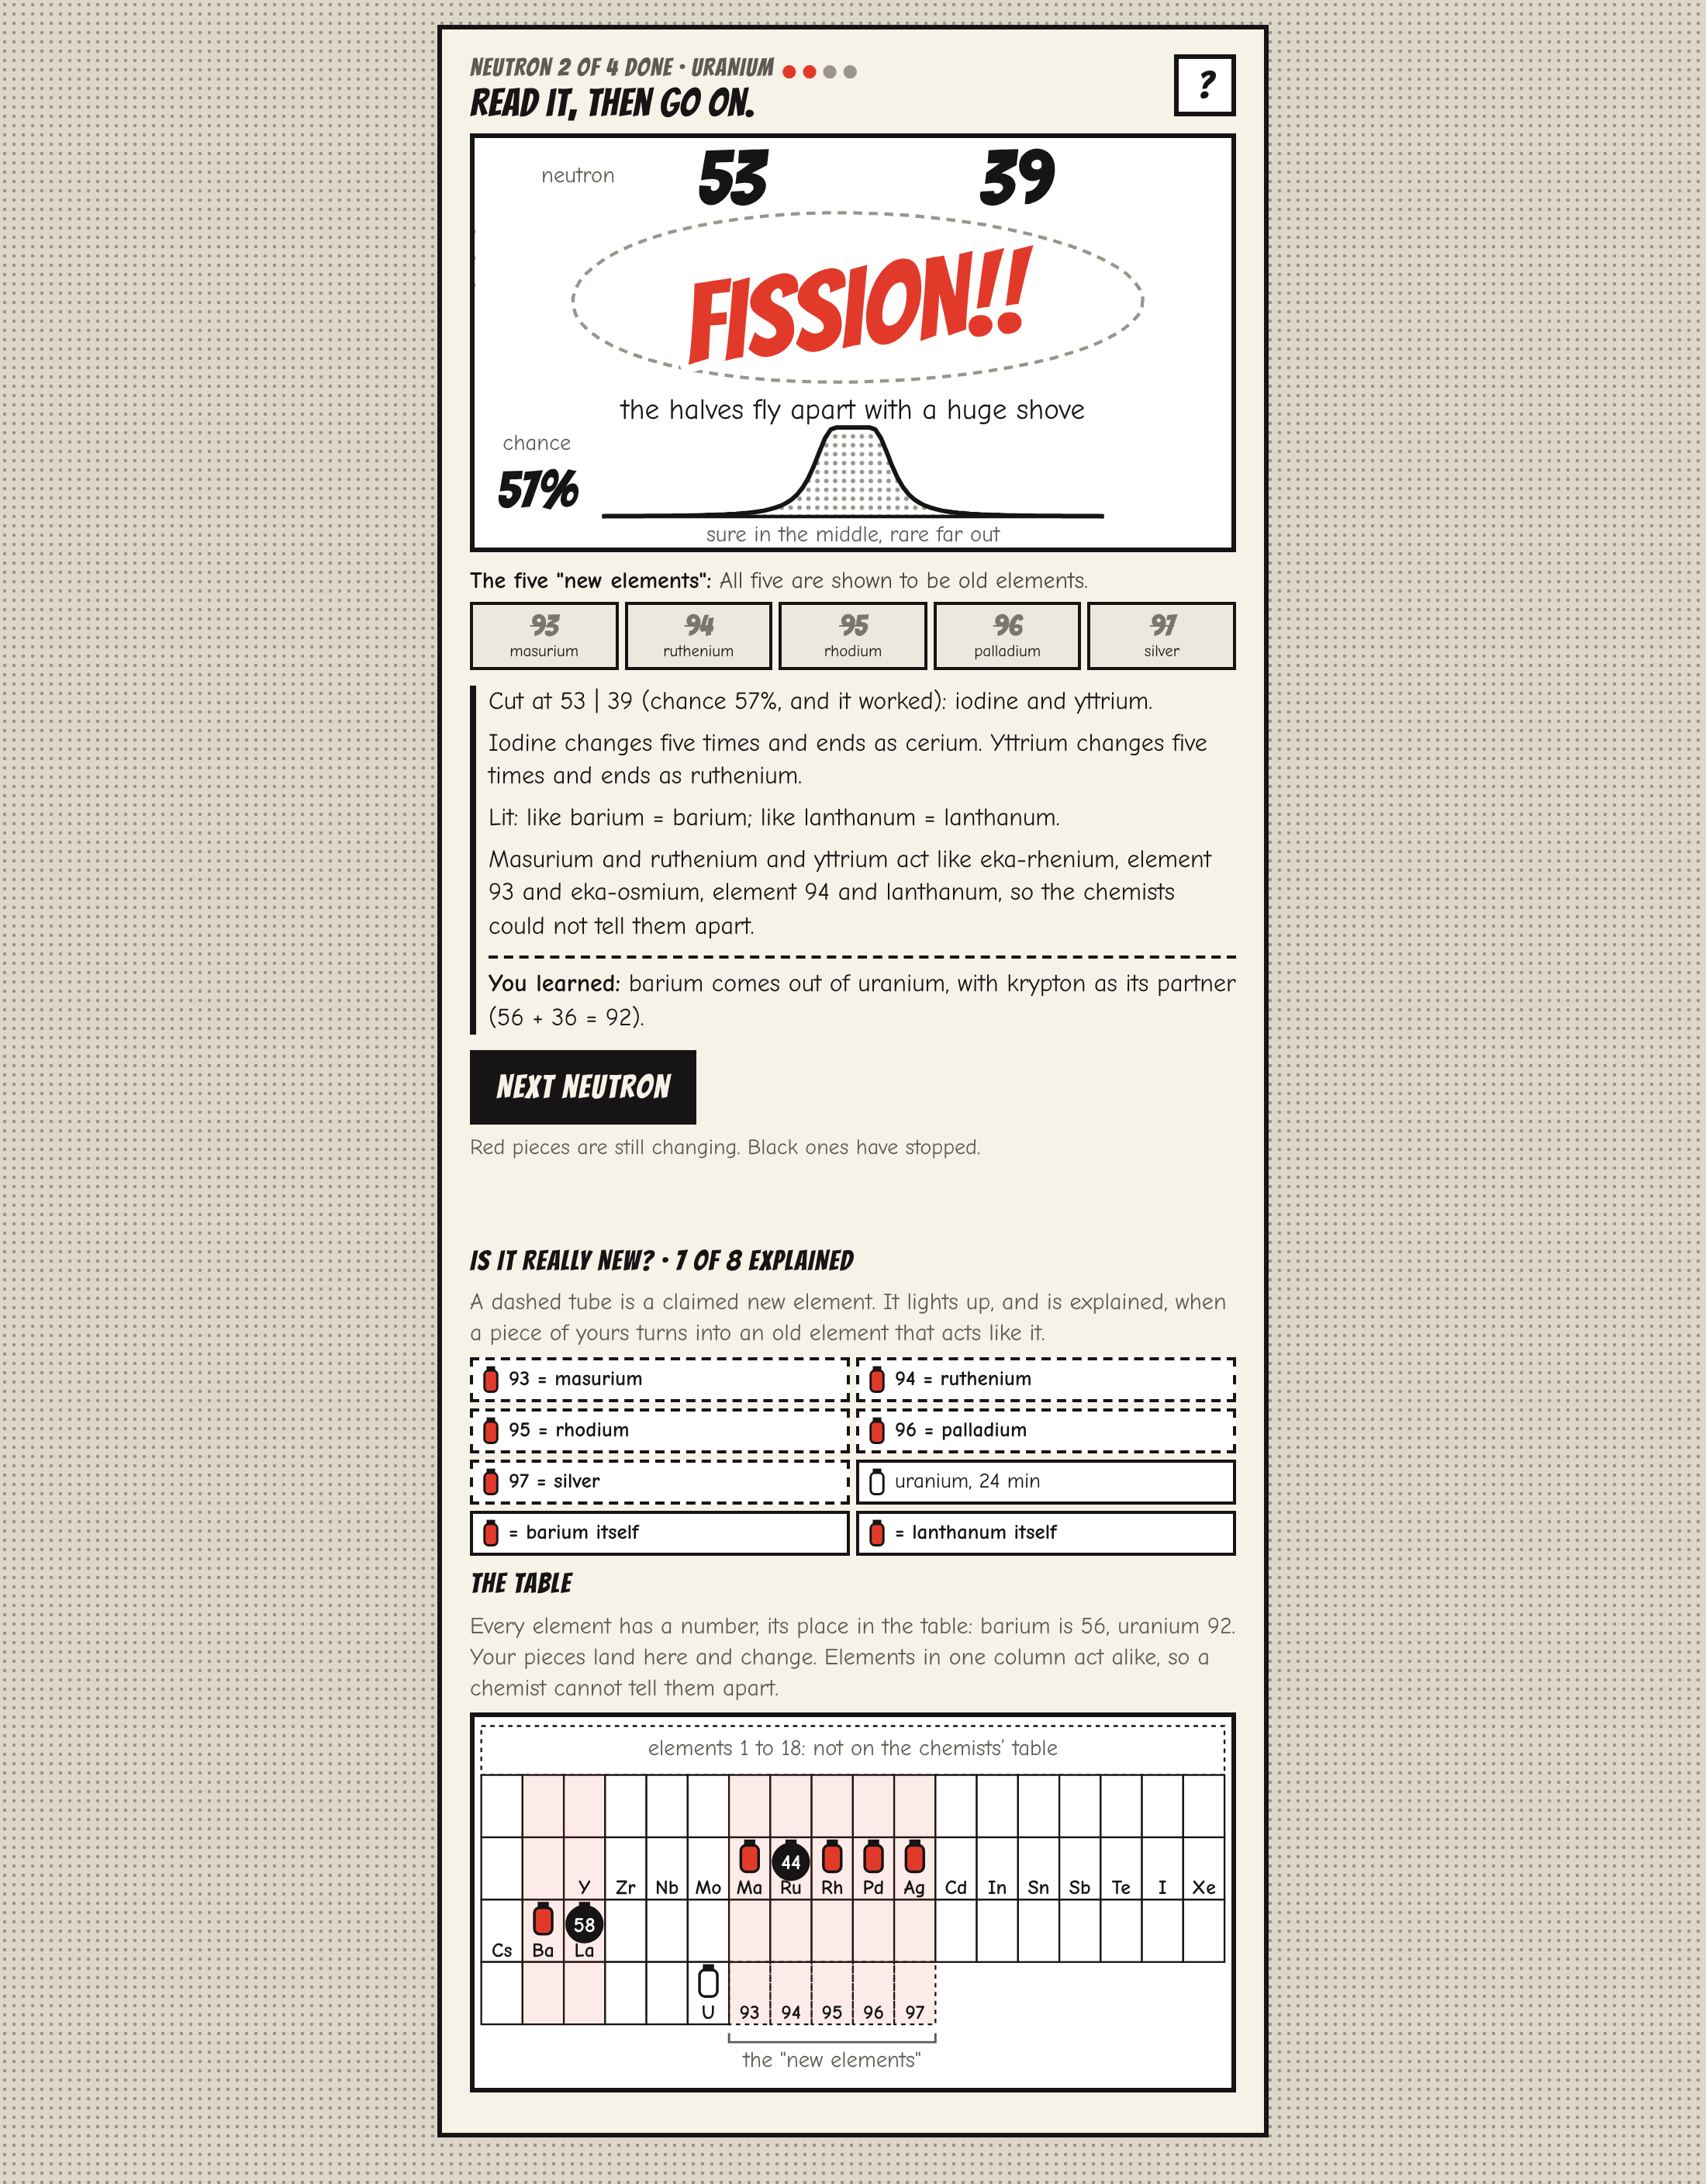 NEUTRON 2 OF 4 DONE · URANIUM
READ IT, THEN GO ON.
?
neutron
53
39
FISSION!!
the halves fly apart with a huge shove
chance
57%
sure in the middle, rare far out
The five "new elements": All five are shown to be old elements.
93
masurium
94
ruthenium
95
rhodium
96
palladium
97
silver
Cut at 53 | 39 (chance 57%, and it worked): iodine and yttrium.
Iodine changes five times and ends as cerium. Yttrium changes five
times and ends as ruthenium.
Lit: like barium = barium; like lanthanum = lanthanum.
Masurium and ruthenium and yttrium act like eka-rhenium, element
93 and eka-osmium, element 94 and lanthanum, so the chemists
could not tell them apart.
You learned: barium comes out of uranium, with krypton as its partner
(56 + 36 = 92).
NEXT NEUTRON
Red pieces are still changing. Black ones have stopped.
IS IT REALLY NEW? · 7 OF 8 EXPLAINED
A dashed tube is a claimed new element. It lights up, and is explained, when
a piece of yours turns into an old element that acts like it.
93 = masurium
94 = ruthenium
95 = rhodium
96 = palladium
97 = silver
uranium, 24 min
= barium itself
= lanthanum itself
THE TABLE
Every element has a number, its place in the table: barium is 56, uranium 92.
Your pieces land here and change. Elements in one column act alike, so a
chemist cannot tell them apart.
elements 1 to 18: not on the chemists' table
44
Y Zr Nb Mo Ma Ru Rh Pd Ag Cd In Sn Sb Te I Xe
58
Cs Ba La
U 93 94 95 96 97
the "new elements"